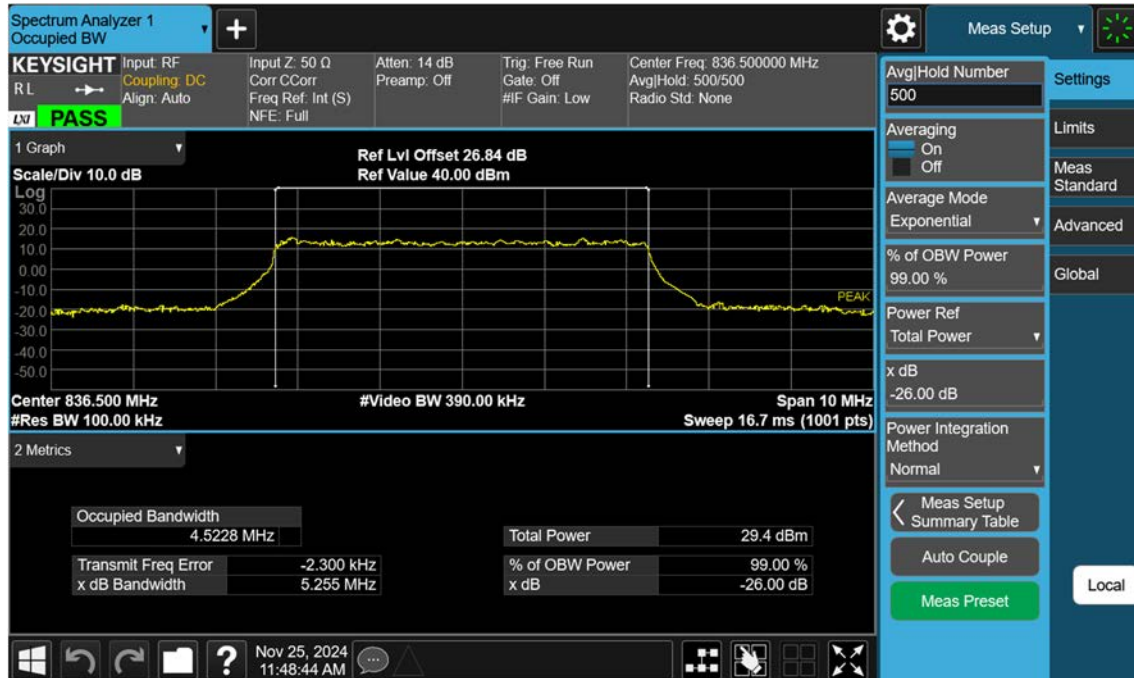 Spectrum Analyzer 1
Occupied BW
+
Meas Setup
KEYSIGHT
RL
LXI
PASS
Input: RF
Coupling: DC
Align: Auto
Input Z: 50 Ω
Corr CCorr
Freq Ref: Int (S)
NFE: Full
Atten: 14 dB
Preamp: Off
Trig: Free Run
Gate: Off
#IF Gain: Low
Center Freq: 836.500000 MHz
Avg|Hold: 500/500
Radio Std: None
1 Graph
Scale/Div 10.0 dB
Ref Lvl Offset 26.84 dB
Ref Value 40.00 dBm
Log
30.0
20.0
10.0
0.00
-10.0
-20.0
-30.0
-40.0
-50.0
PEAK
Center 836.500 MHz
#Res BW 100.00 kHz
#Video BW 390.00 kHz
Span 10 MHz
Sweep 16.7 ms (1001 pts)
2 Metrics
Occupied Bandwidth
4.5228 MHz
Transmit Freq Error -2.300 kHz
x dB Bandwidth 5.255 MHz
Total Power 29.4 dBm
% of OBW Power 99.00 %
x dB -26.00 dB
Avg|Hold Number
500
Averaging
On
Off
Average Mode
Exponential
% of OBW Power
99.00 %
Power Ref
Total Power
x dB
-26.00 dB
Power Integration
Method
Normal
Meas Setup
Summary Table
Auto Couple
Meas Preset
Settings
Limits
Meas
Standard
Advanced
Global
Local
?
Nov 25, 2024
11:48:44 AM